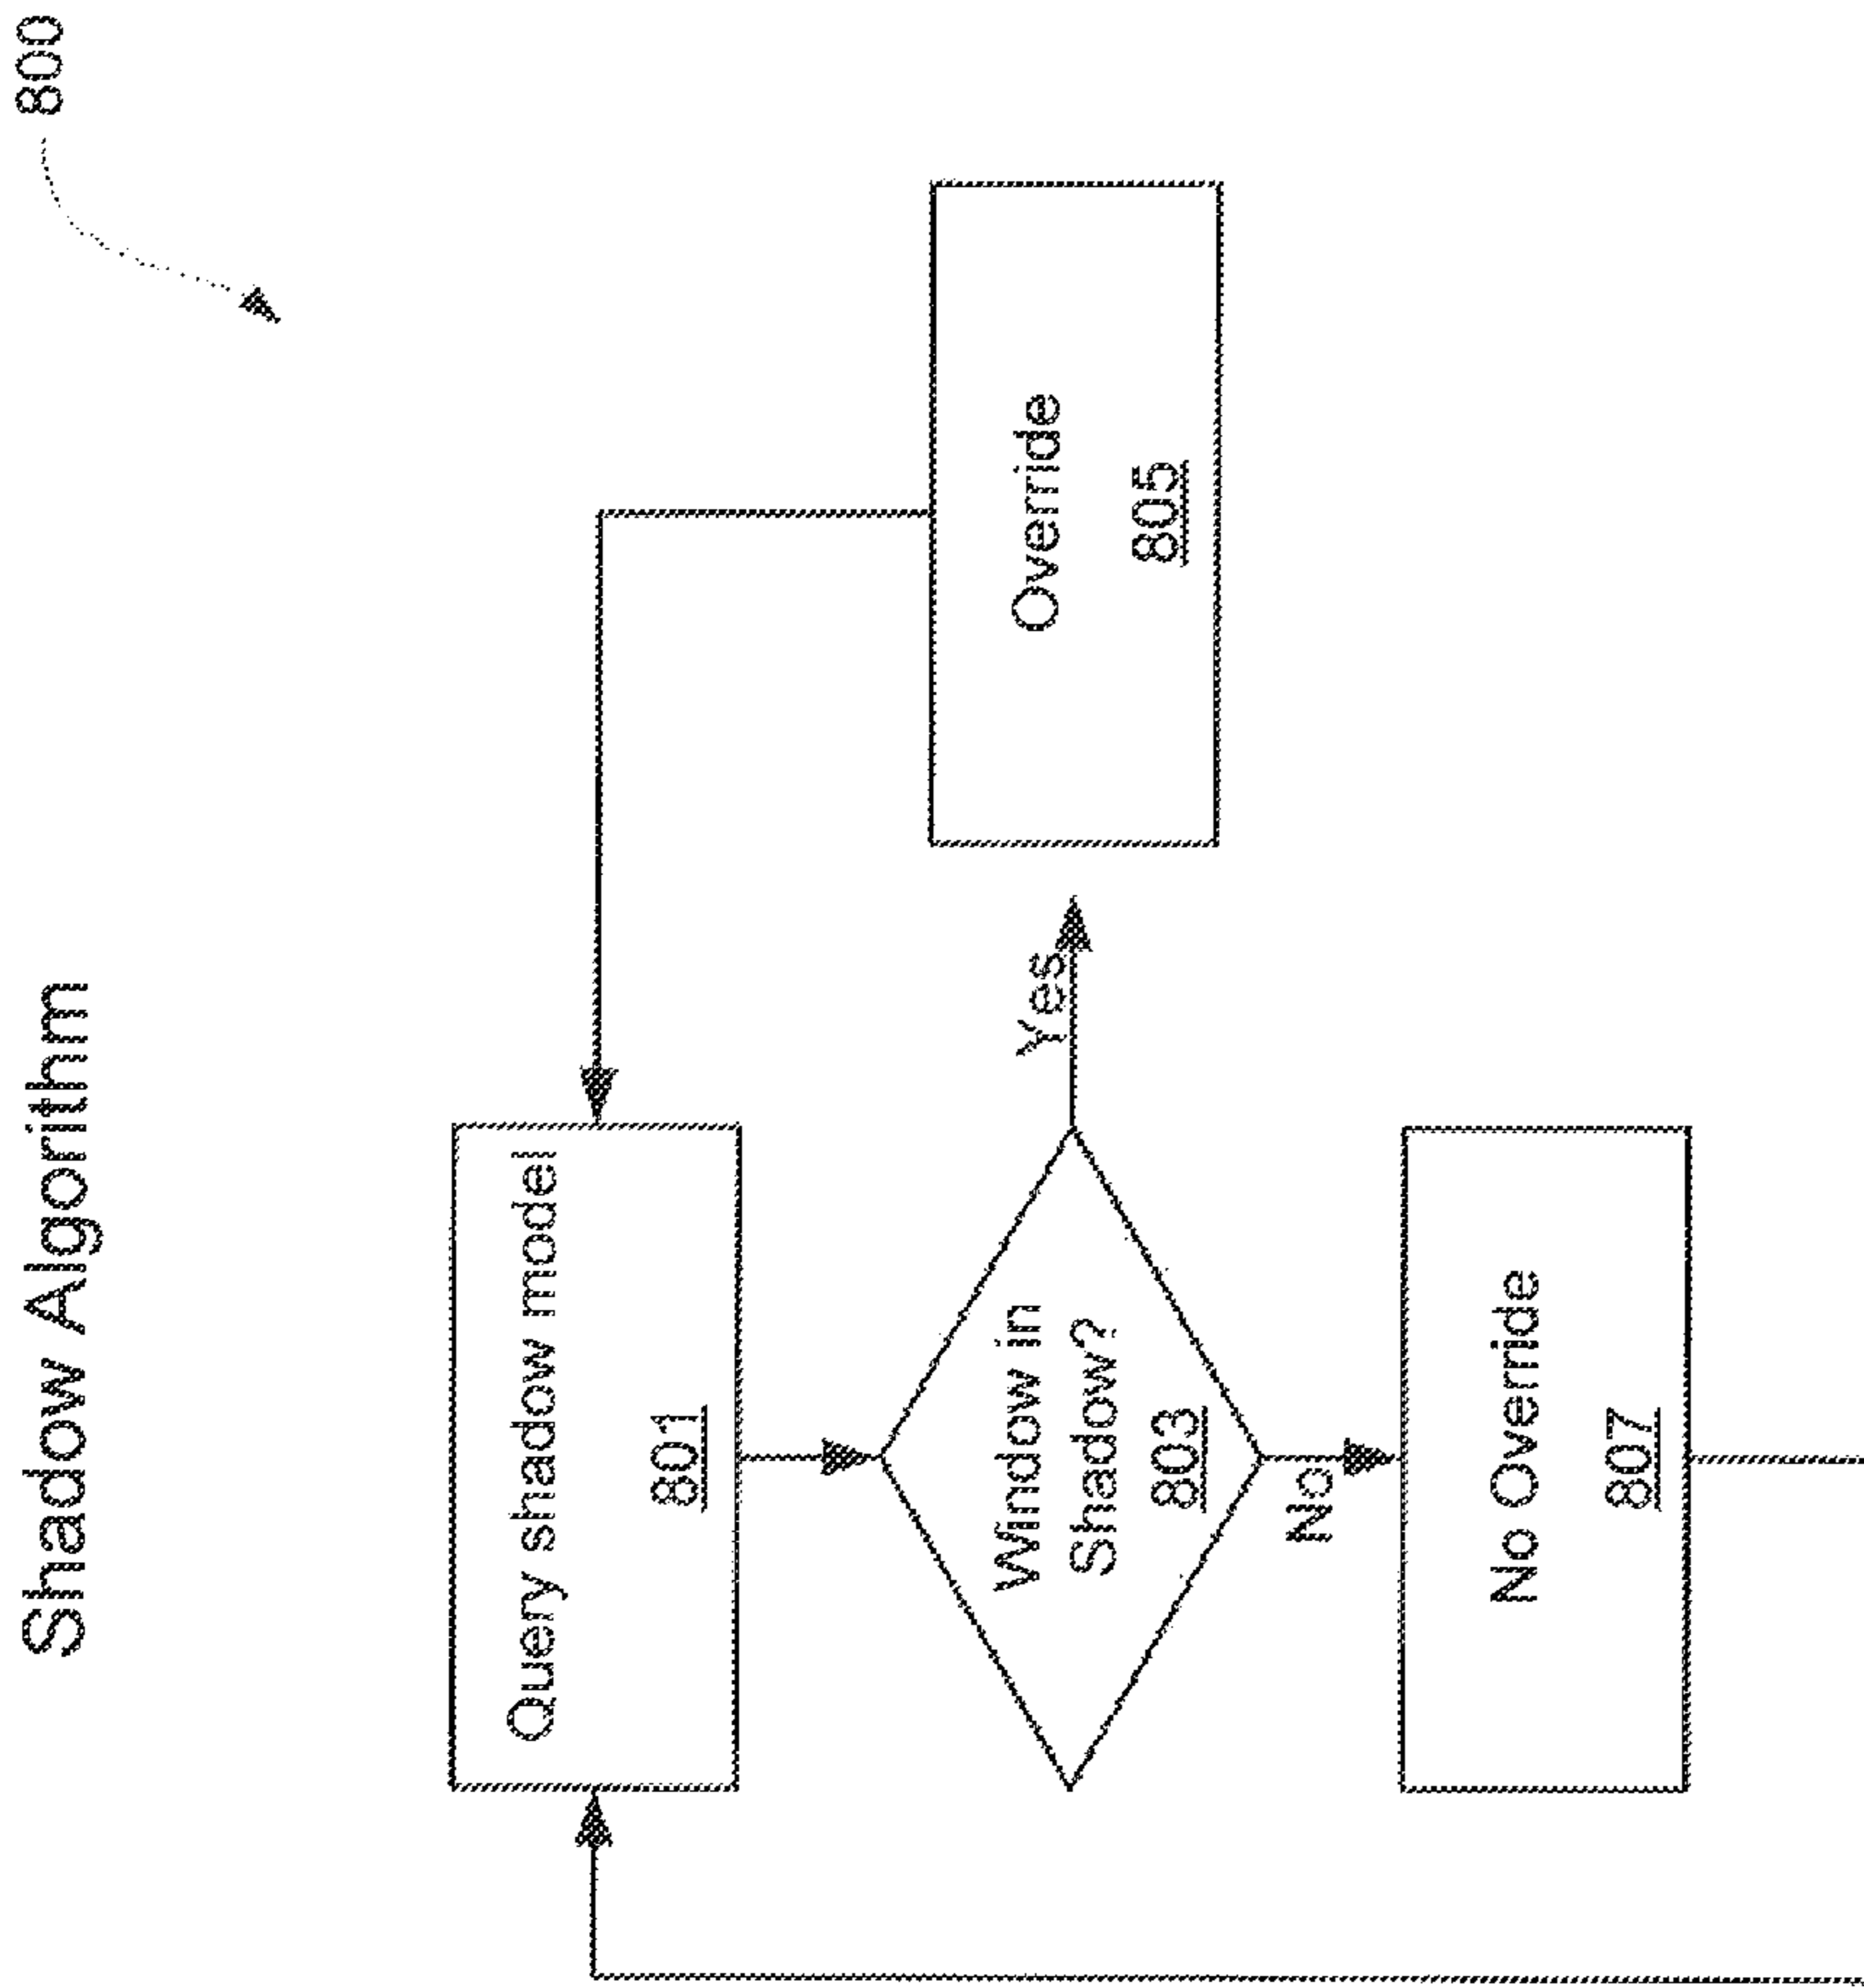 Shadow Algorithm
800
Query shadow model
801
Window in
Shadow?
803
Yes
Override
805
No
No Override
807